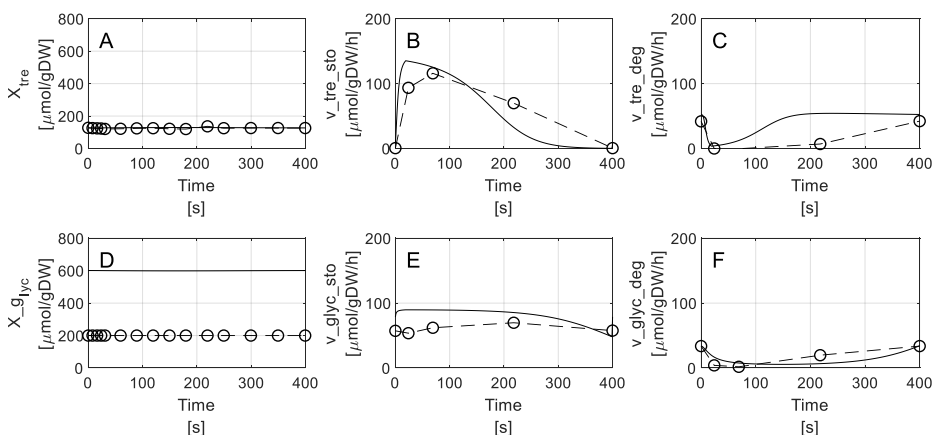 A
X_tre
[μmol/gDW]
800
600
400
200
0
0 100 200 300 400
Time
[s]
B
v_tre_sto
[μmol/gDW/h]
200
100
0
0 100 200 300 400
Time
[s]
C
v_tre_deg
[μmol/gDW/h]
200
100
0
0 100 200 300 400
Time
[s]
D
X_glyc
[μmol/gDW]
800
600
400
200
0
0 100 200 300 400
Time
[s]
E
v_glyc_sto
[μmol/gDW/h]
200
100
0
0 100 200 300 400
Time
[s]
F
v_glyc_deg
[μmol/gDW/h]
200
100
0
0 100 200 300 400
Time
[s]